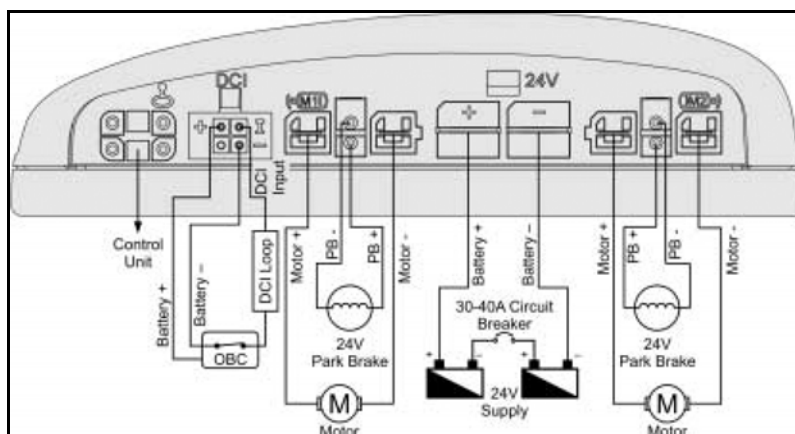 DCI
24V
M1
M2
+
−
+
I
−
DCI
Input
Control
Unit
Battery +
Battery –
DCI Loop
OBC
Motor +
PB -
PB +
Motor -
24V
Park Brake
M
Motor
Battery +
Battery –
30-40A Circuit
Breaker
+
–
+
–
24V
Supply
Motor +
PB +
PB -
Motor -
24V
Park Brake
M
Motor